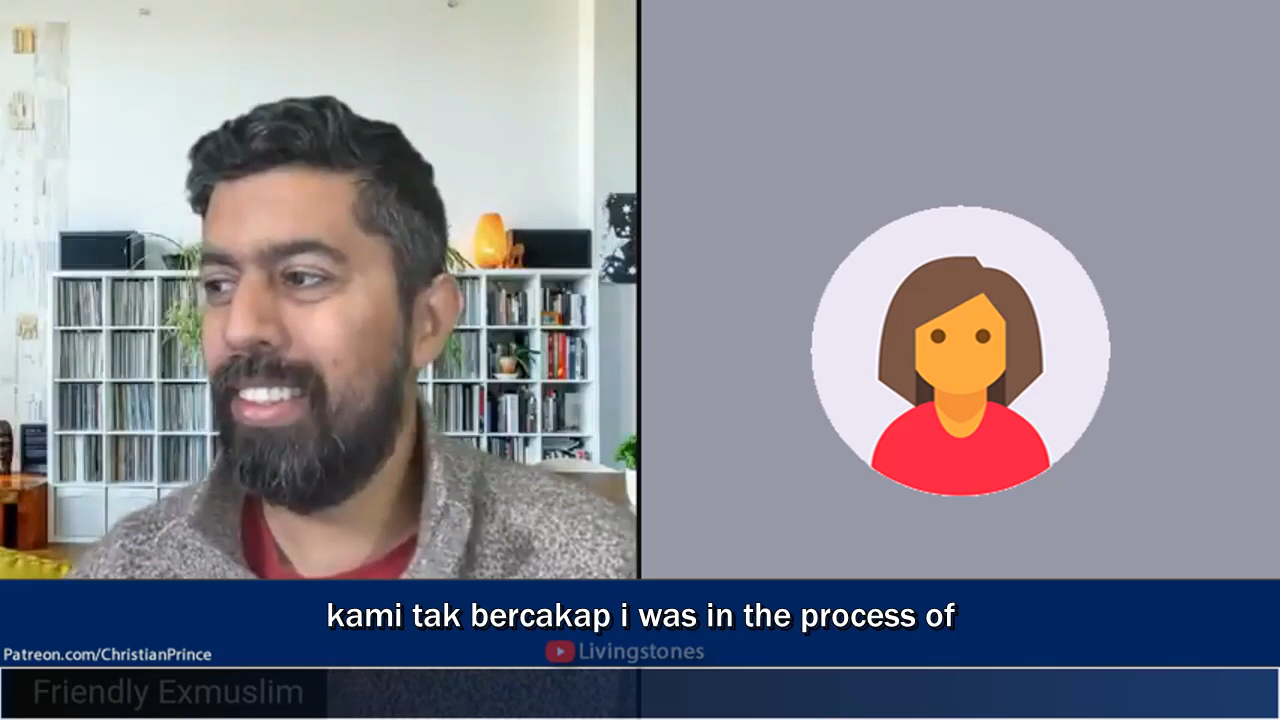 kami tak bercakap i was in the process of
Patreon.com/ChristianPrince
Livingstones
Friendly Exmuslim